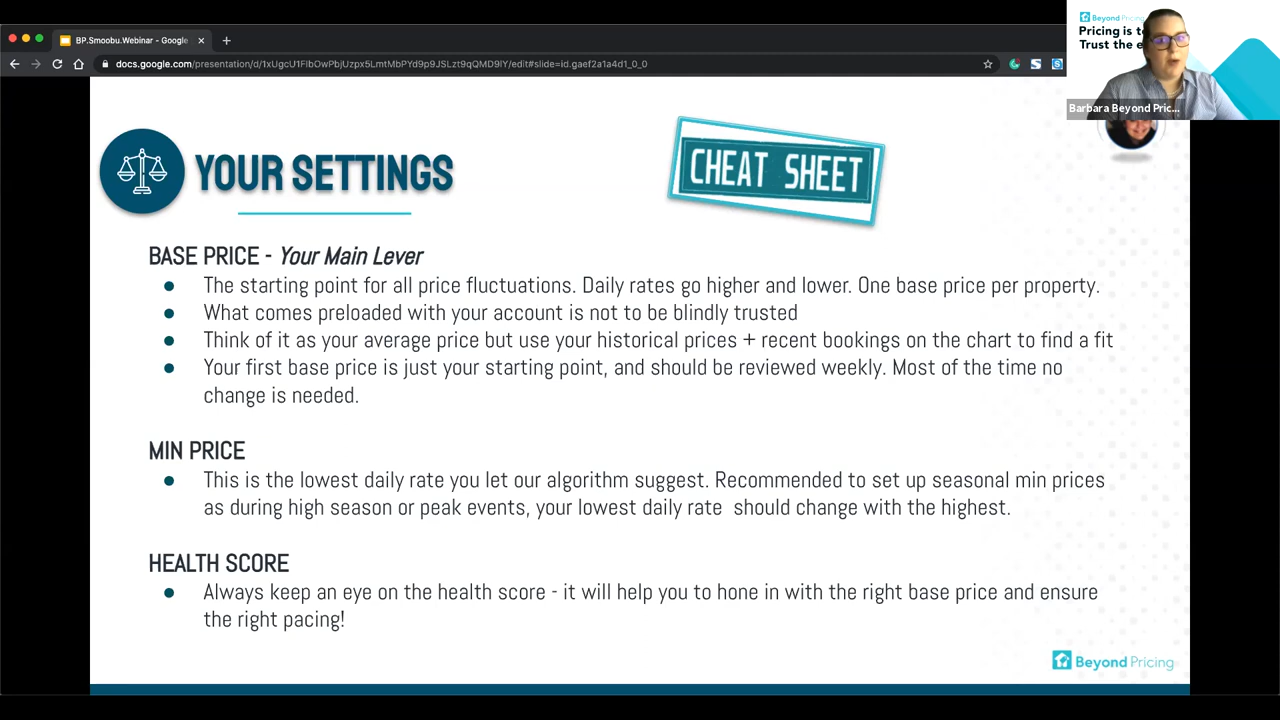 BP.Smoobu.Webinar - Google
docs.google.com/presentation/d/1xUgcU1FIbOwPbjUzpx5LmtMbPYd9p9JSLzt9qQMD9IY/edit#slide=id.gaef2a1a4d1_0_0
Beyond Pricing
Pricing is
Trust the
Barbara Beyond Pric...
YOUR SETTINGS
CHEAT SHEET
BASE PRICE - Your Main Lever
● The starting point for all price fluctuations. Daily rates go higher and lower. One base price per property.
● What comes preloaded with your account is not to be blindly trusted
● Think of it as your average price but use your historical prices + recent bookings on the chart to find a fit
● Your first base price is just your starting point, and should be reviewed weekly. Most of the time no
change is needed.
MIN PRICE
● This is the lowest daily rate you let our algorithm suggest. Recommended to set up seasonal min prices
as during high season or peak events, your lowest daily rate should change with the highest.
HEALTH SCORE
● Always keep an eye on the health score - it will help you to hone in with the right base price and ensure
the right pacing!
Beyond Pricing